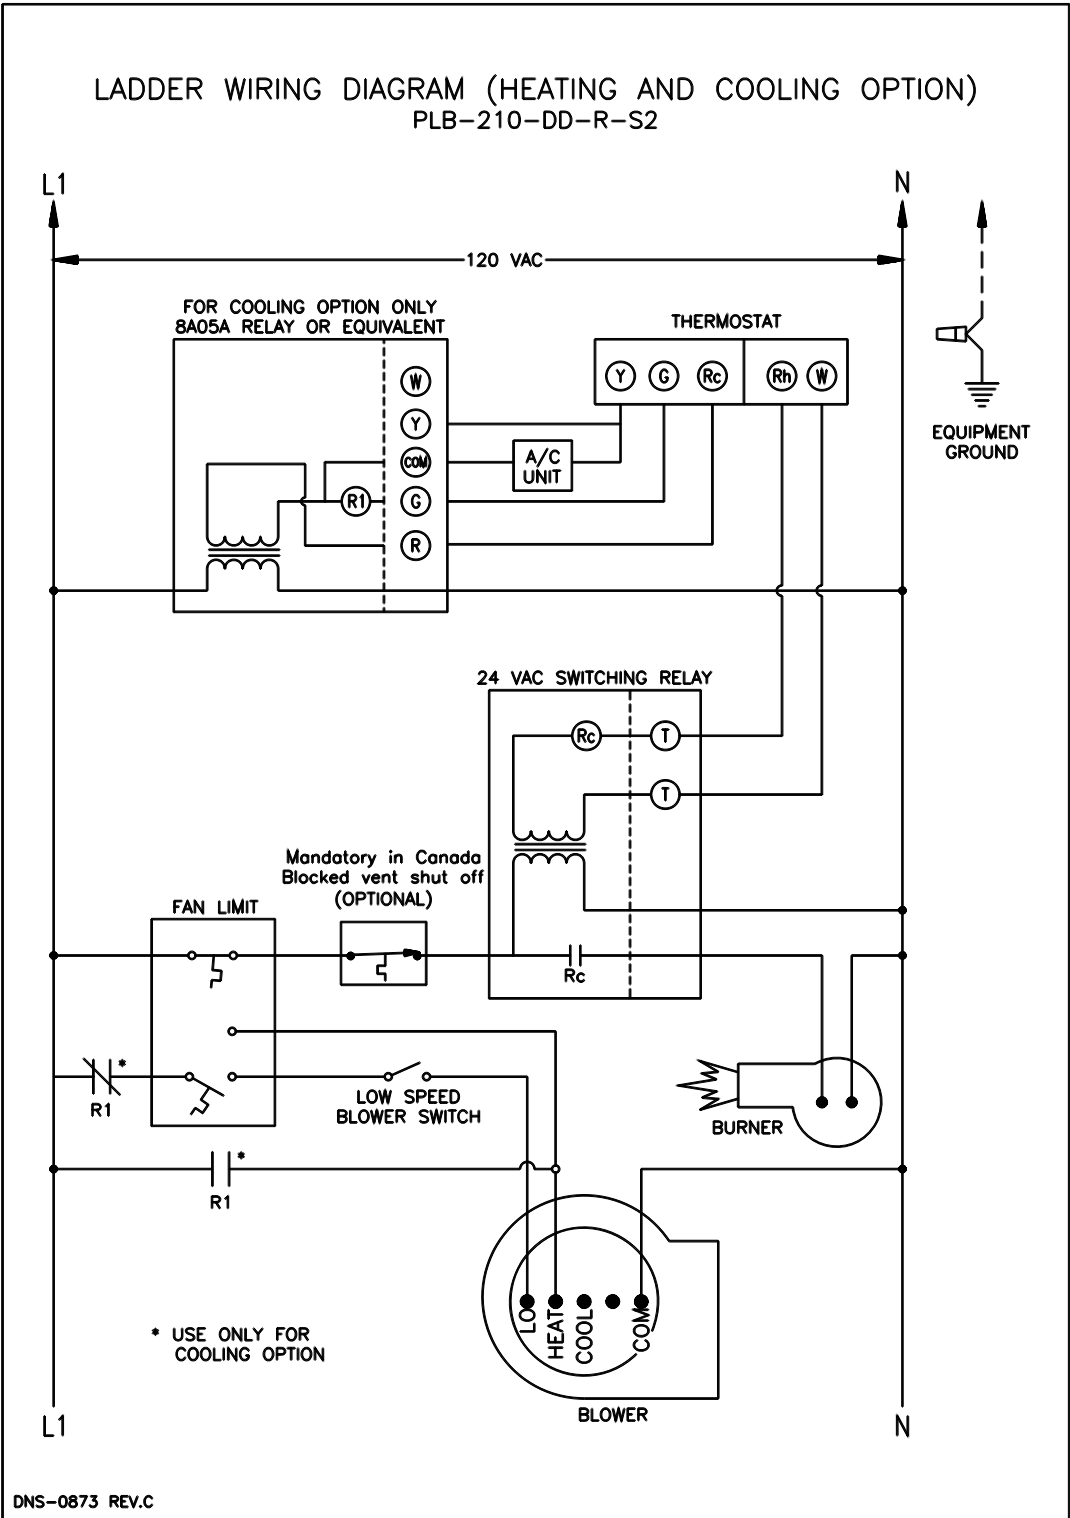 LADDER WIRING DIAGRAM (HEATING AND COOLING OPTION)
PLB-210-DD-R-S2
L1
N
120 VAC
FOR COOLING OPTION ONLY
8A05A RELAY OR EQUIVALENT
THERMOSTAT
W
Y
COM
G
R
R1
Y
G
Rc
Rh
W
A/C
UNIT
EQUIPMENT
GROUND
24 VAC SWITCHING RELAY
Rc
T
T
Mandatory in Canada
Blocked vent shut off
(OPTIONAL)
FAN LIMIT
Rc
*
R1
LOW SPEED
BLOWER SWITCH
BURNER
*
R1
LO
HEAT
COOL
COM
* USE ONLY FOR
COOLING OPTION
BLOWER
L1
N
DNS-0873 REV.C